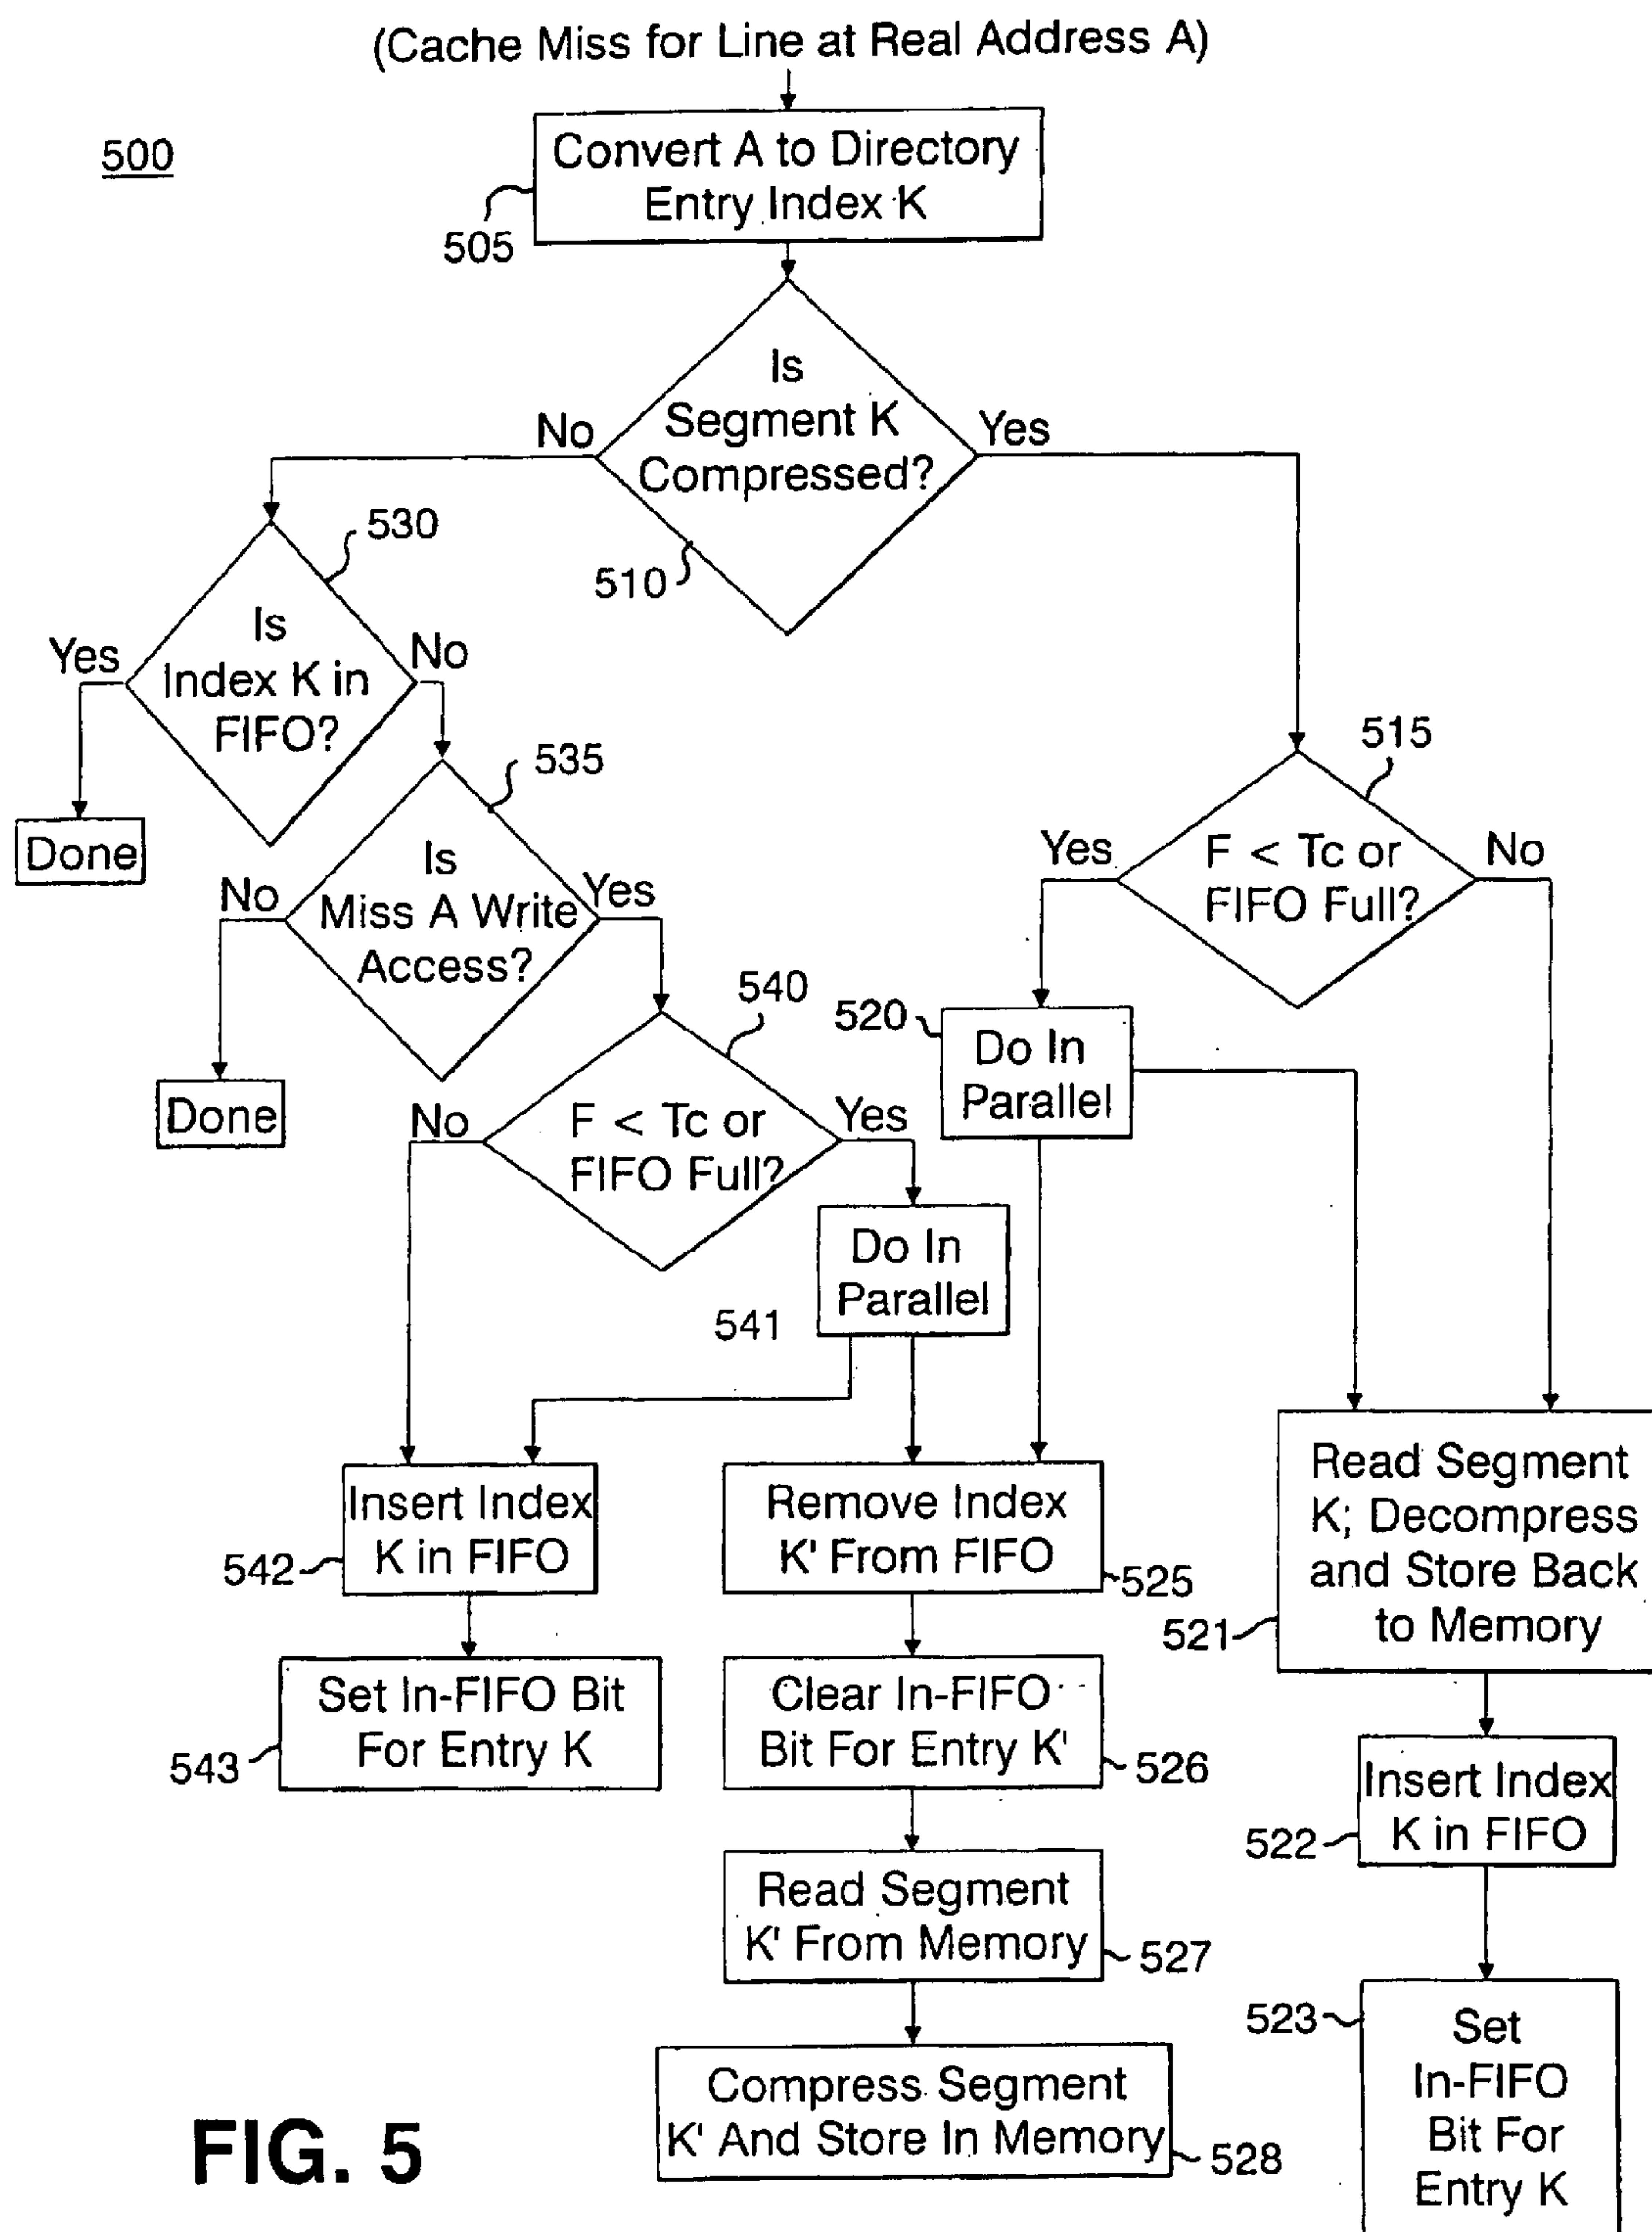 (Cache Miss for Line at Real Address A)
500
Convert A to Directory
Entry Index K
505
Is
Segment K
Compressed?
No
Yes
510
530
Is
Index K in
FIFO?
Yes
No
Done
535
Is
Miss A Write
Access?
No
Yes
Done
515
F < Tc or
FIFO Full?
Yes
No
540
F < Tc or
FIFO Full?
No
Yes
520
Do In
Parallel
Do In
Parallel
541
Insert Index
K in FIFO
542
Set In-FIFO Bit
For Entry K
543
Remove Index
K' From FIFO
525
Clear In-FIFO
Bit For Entry K'
526
Read Segment
K' From Memory
527
Compress Segment
K' And Store In Memory
528
Read Segment
K; Decompress
and Store Back
to Memory
521
Insert Index
K in FIFO
522
523
Set
In-FIFO
Bit For
Entry K
FIG. 5